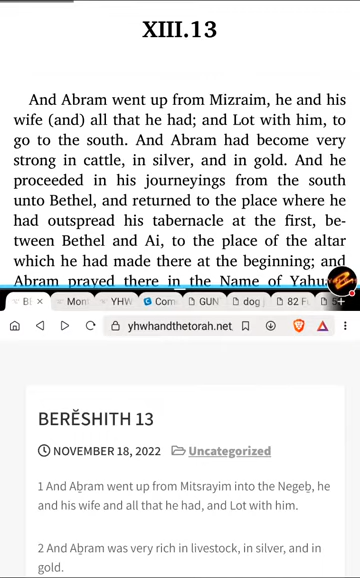 XIII.13
And Abram went up from Mizraim, he and his
wife (and) all that he had; and Lot with him, to
go to the south. And Abram had become very
strong in cattle, in silver, and in gold. And he
proceeded in his journeyings from the south
unto Bethel, and returned to the place where he
had outspread his tabernacle at the first, be-
tween Bethel and Ai, to the place of the altar
which he had made there at the beginning; and
Abram prayed there in the Name of
Mon
YHW
Com
GUN
dog
82 F
yhwhandthetorah.net
BERĔSHITH 13
NOVEMBER 18, 2022 Uncategorized
1 And Aḇram went up from Mitsrayim into the Negeḇ, he
and his wife and all that he had, and Lot with him.
2 And Aḇram was very rich in livestock, in silver, and in
gold.